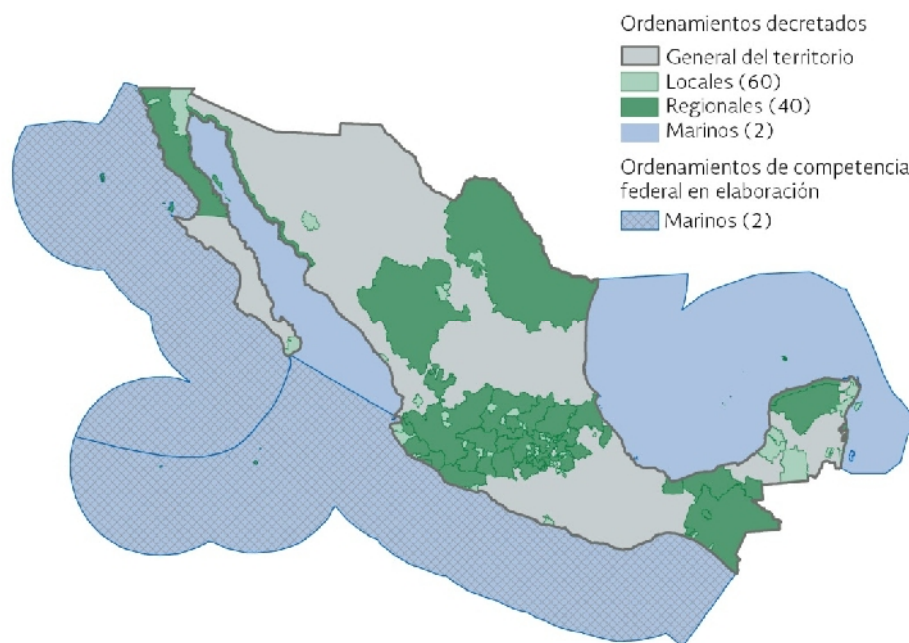 Ordenamientos decretados
General del territorio
Locales (60)
Regionales (40)
Marinos (2)
Ordenamientos de competencia
federal en elaboración
Marinos (2)